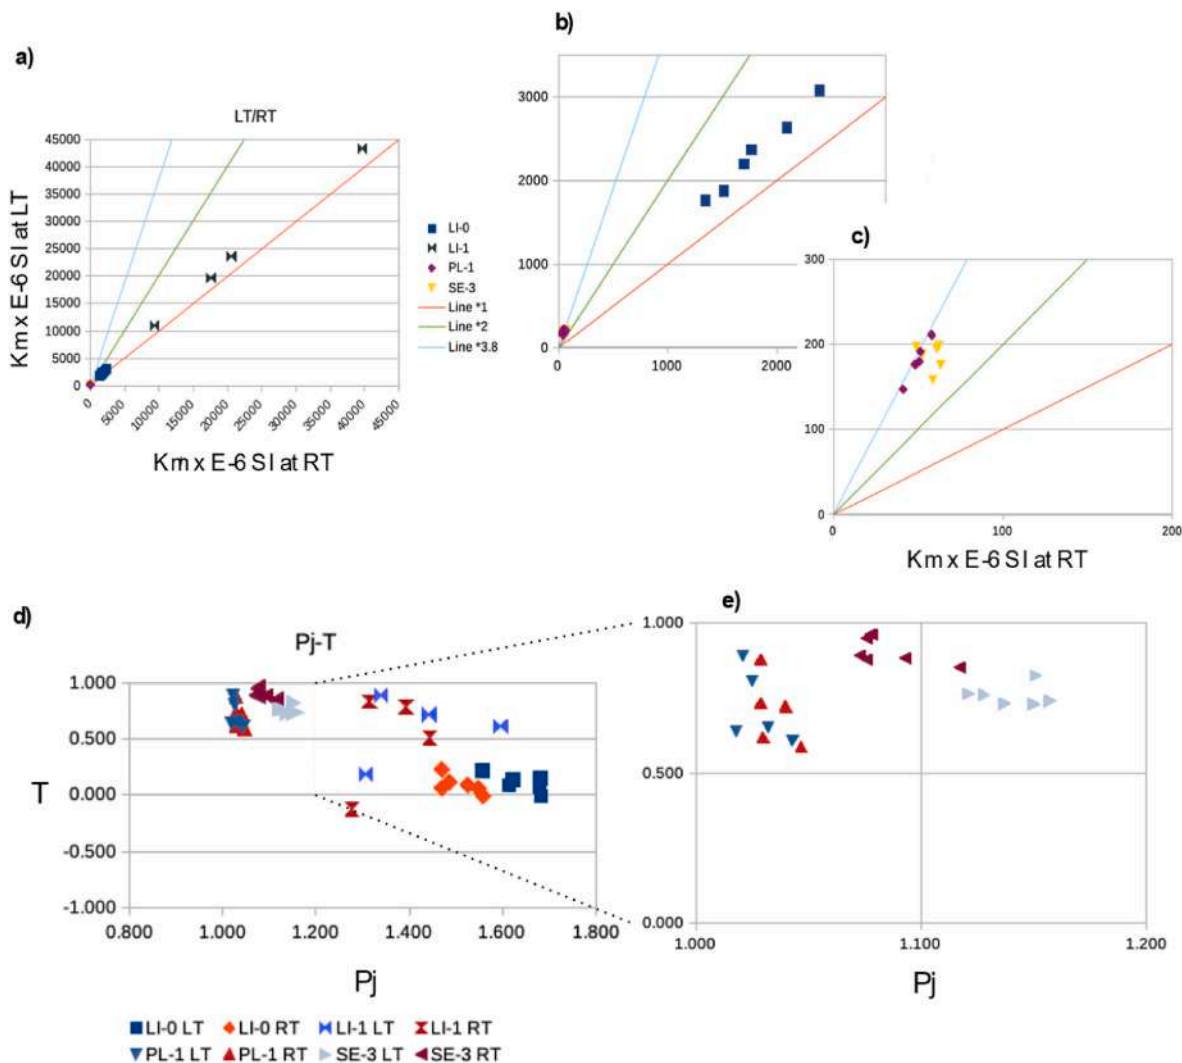 a)
LT/RT
45000
40000
35000
30000
25000
20000
15000
10000
5000
0
Km x E-6 SI at LT
0 5000 10000 15000 20000 25000 30000 35000 40000 45000
Km x E-6 SI at RT
LI-0
LI-1
PL-1
SE-3
Line *1
Line *2
Line *3.8
b)
3000
2000
1000
0
0 1000 2000
c)
300
200
100
0
0 100 200
Km x E-6 SI at RT
d)
Pj-T
1.000
0.500
0.000
-0.500
-1.000
T
0.800 1.000 1.200 1.400 1.600 1.800
Pj
e)
1.000
0.500
0.000
1.000 1.100 1.200
Pj
LI-0 LT LI-0 RT LI-1 LT LI-1 RT
PL-1 LT PL-1 RT SE-3 LT SE-3 RT